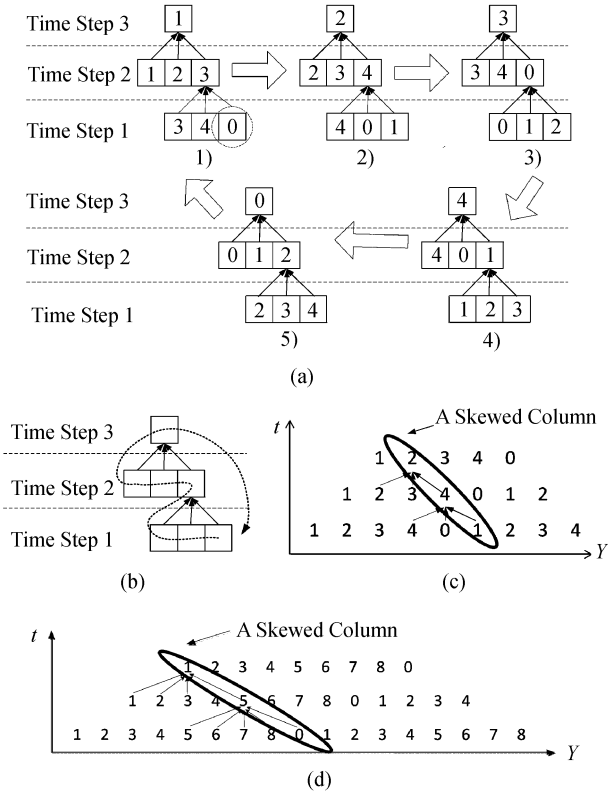 Time Step 3 1 2 3
Time Step 2 1 2 3 2 3 4 3 4 0
Time Step 1 3 4 0 4 0 1 0 1 2
1) 2) 3)
Time Step 3 0 4
Time Step 2 0 1 2 4 0 1
Time Step 1 2 3 4 1 2 3
5) 4)
(a)
Time Step 3
Time Step 2
Time Step 1
(b)
t A Skewed Column
1 2 3 4 0
1 2 3 4 0 1 2
1 2 3 4 0 1 2 3 4
Y
(c)
t A Skewed Column
1 2 3 4 5 6 7 8 0
1 2 3 4 5 6 7 8 0 1 2 3 4
1 2 3 4 5 6 7 8 0 1 2 3 4 5 6 7 8
Y
(d)